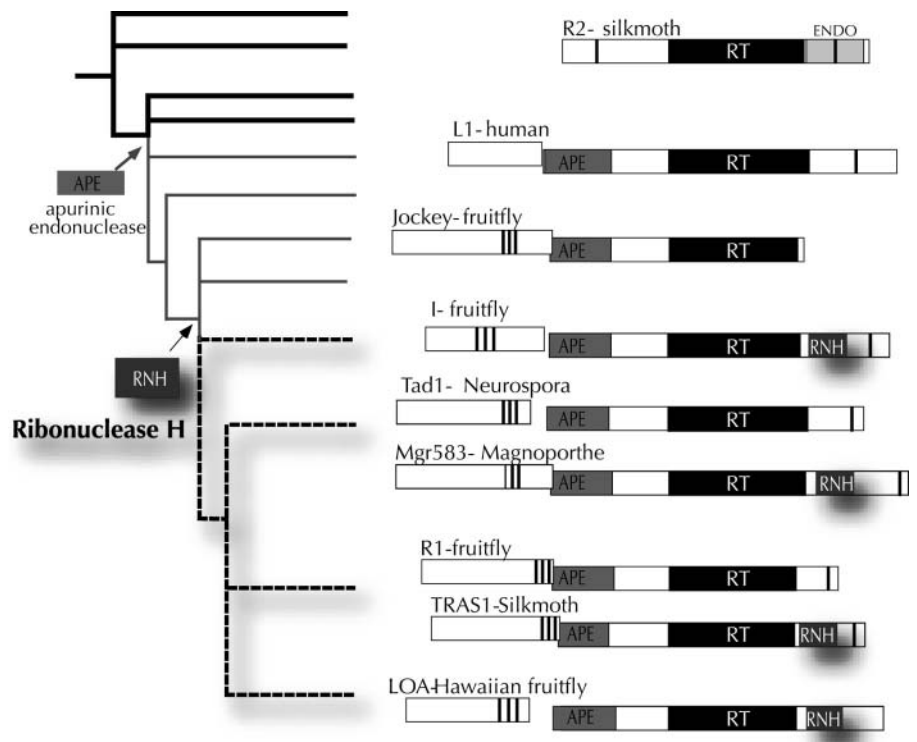 R2- silkmoth
ENDO
RT
L1- human
APE
RT
APE
apurinic
endonuclease
Jockey- fruitfly
APE
RT
I- fruitfly
APE
RT
RNH
RNH
Ribonuclease H
Tad1- Neurospora
APE
RT
Mgr583- Magnoporthe
APE
RT
RNH
R1-fruitfly
APE
RT
TRAS1-Silkmoth
APE
RT
RNH
LOA-Hawaiian fruitfly
APE
RT
RNH